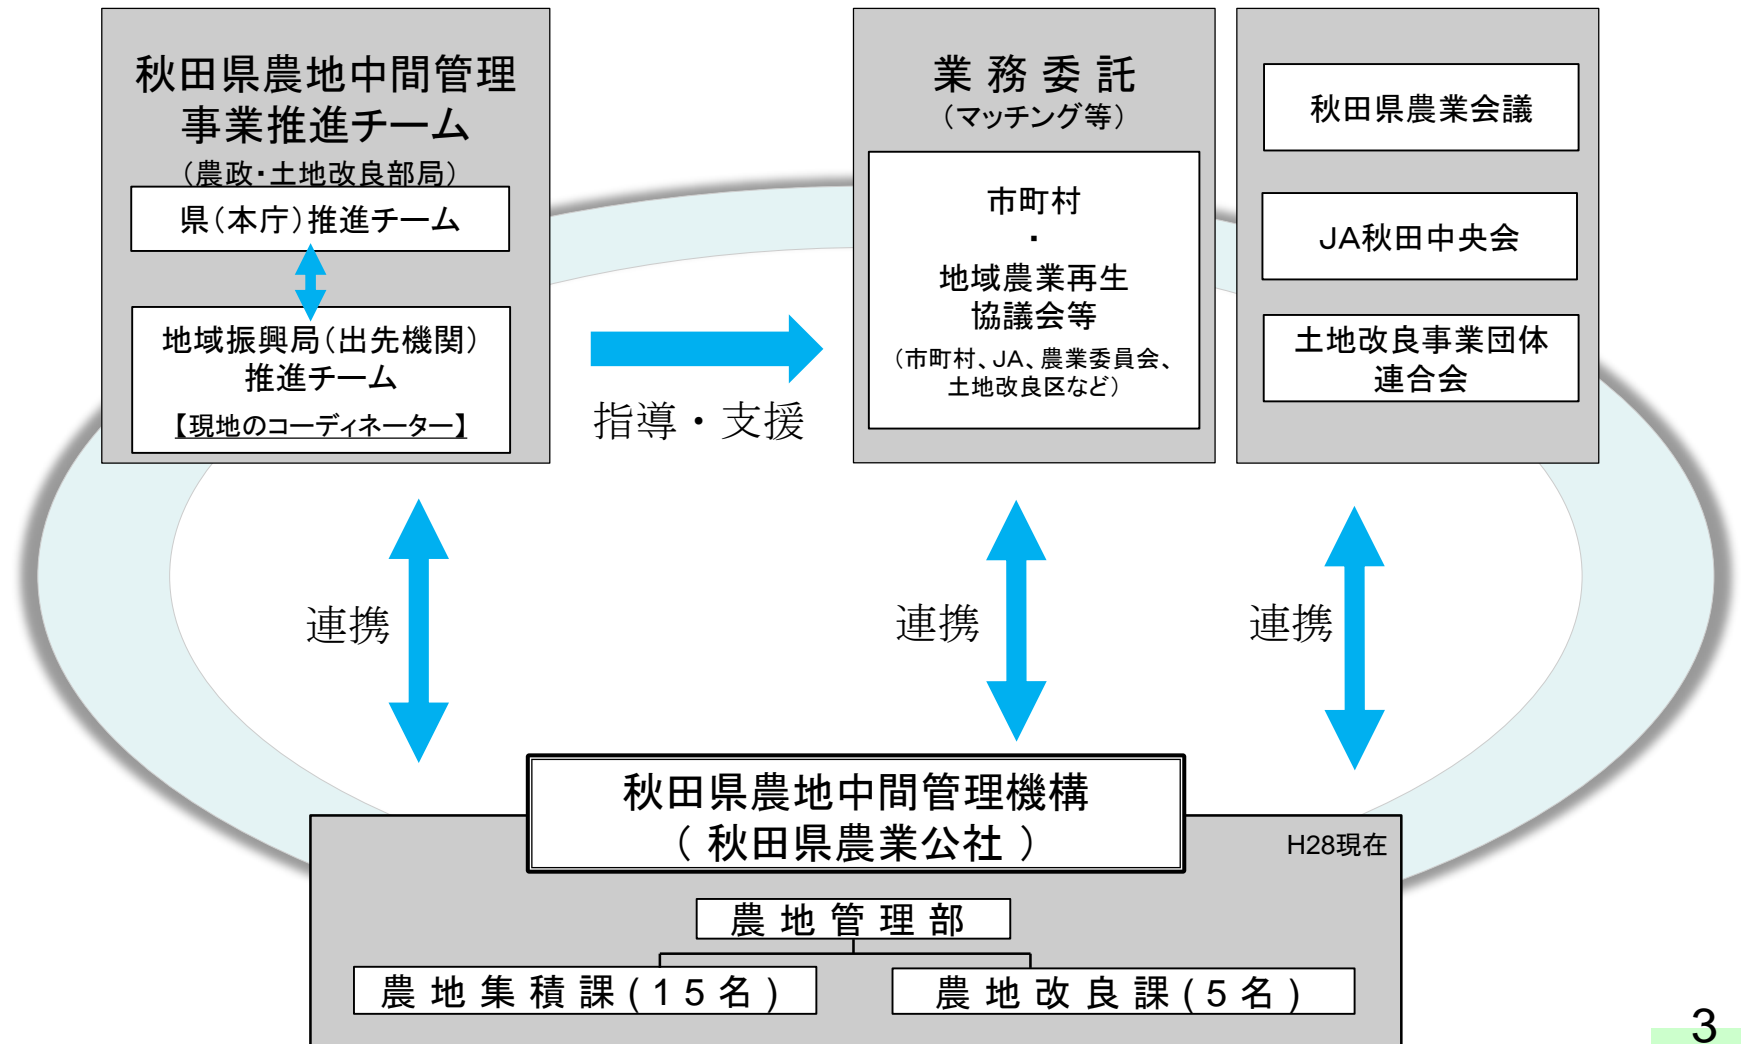 秋田県農地中間管理
事業推進チーム
(農政・土地改良部局)
県(本庁)推進チーム
地域振興局(出先機関)
推進チーム
【現地のコーディネーター】
指導・支援
業務委託
(マッチング等)
市町村
・
地域農業再生
協議会等
(市町村、JA、農業委員会、
土地改良区など)
秋田県農業会議
JA秋田中央会
土地改良事業団体
連合会
連携
連携
連携
秋田県農地中間管理機構
(秋田県農業公社)
H28現在
農地管理部
農地集積課(15名)
農地改良課(5名)
3